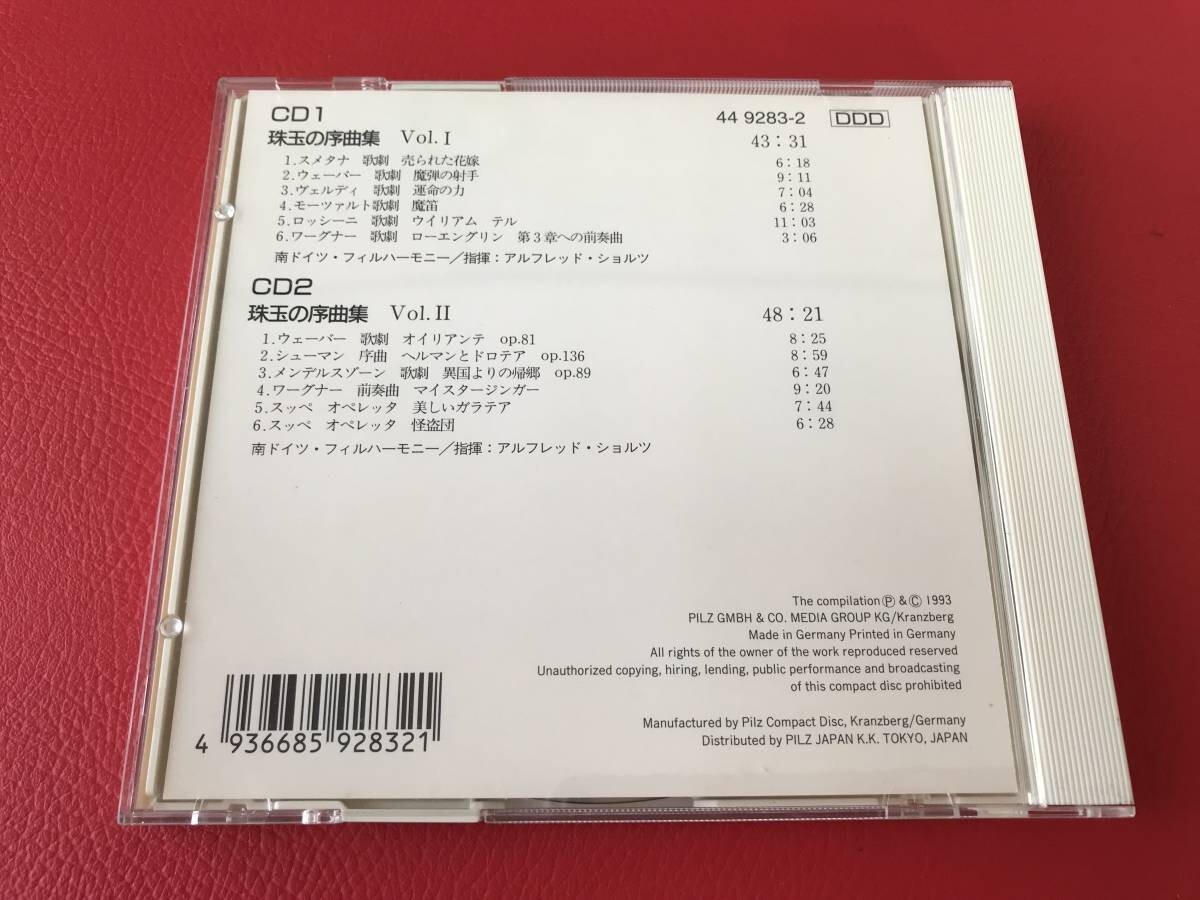 CD1 44 9283-2 DDD
珠玉の序曲集 Vol.I 43:31
1.スメタナ 歌劇 売られた花嫁 6:18
2.ウェーバー 歌劇 魔弾の射手 9:11
3.ヴェルディ 歌劇 運命の力 7:04
4.モーツァルト歌劇 魔笛 6:28
5.ロッシーニ 歌劇 ウイリアム テル 11:03
6.ワーグナー 歌劇 ローエングリン 第3章への前奏曲 3:06
南ドイツ・フィルハーモニー/指揮:アルフレッド・ショルツ
CD2
珠玉の序曲集 Vol.II 48:21
1.ウェーバー 歌劇 オイリアンテ op.81 8:25
2.シューマン 序曲 ヘルマンとドロテア op.136 8:59
3.メンデルスゾーン 歌劇 異国よりの帰郷 op.89 6:47
4.ワーグナー 前奏曲 マイスタージンガー 9:20
5.スッペ オペレッタ 美しいガラテア 7:44
6.スッペ オペレッタ 怪盗団 6:28
南ドイツ・フィルハーモニー/指揮:アルフレッド・ショルツ
The compilation Ⓟ & Ⓒ 1993
PILZ GMBH & CO. MEDIA GROUP KG/Kranzberg
Made in Germany Printed in Germany
All rights of the owner of the work reproduced reserved
Unauthorized copying, hiring, lending, public performance and broadcasting
of this compact disc prohibited
Manufactured by Pilz Compact Disc, Kranzberg/Germany
Distributed by PILZ JAPAN K.K. TOKYO, JAPAN
4 936685 928321